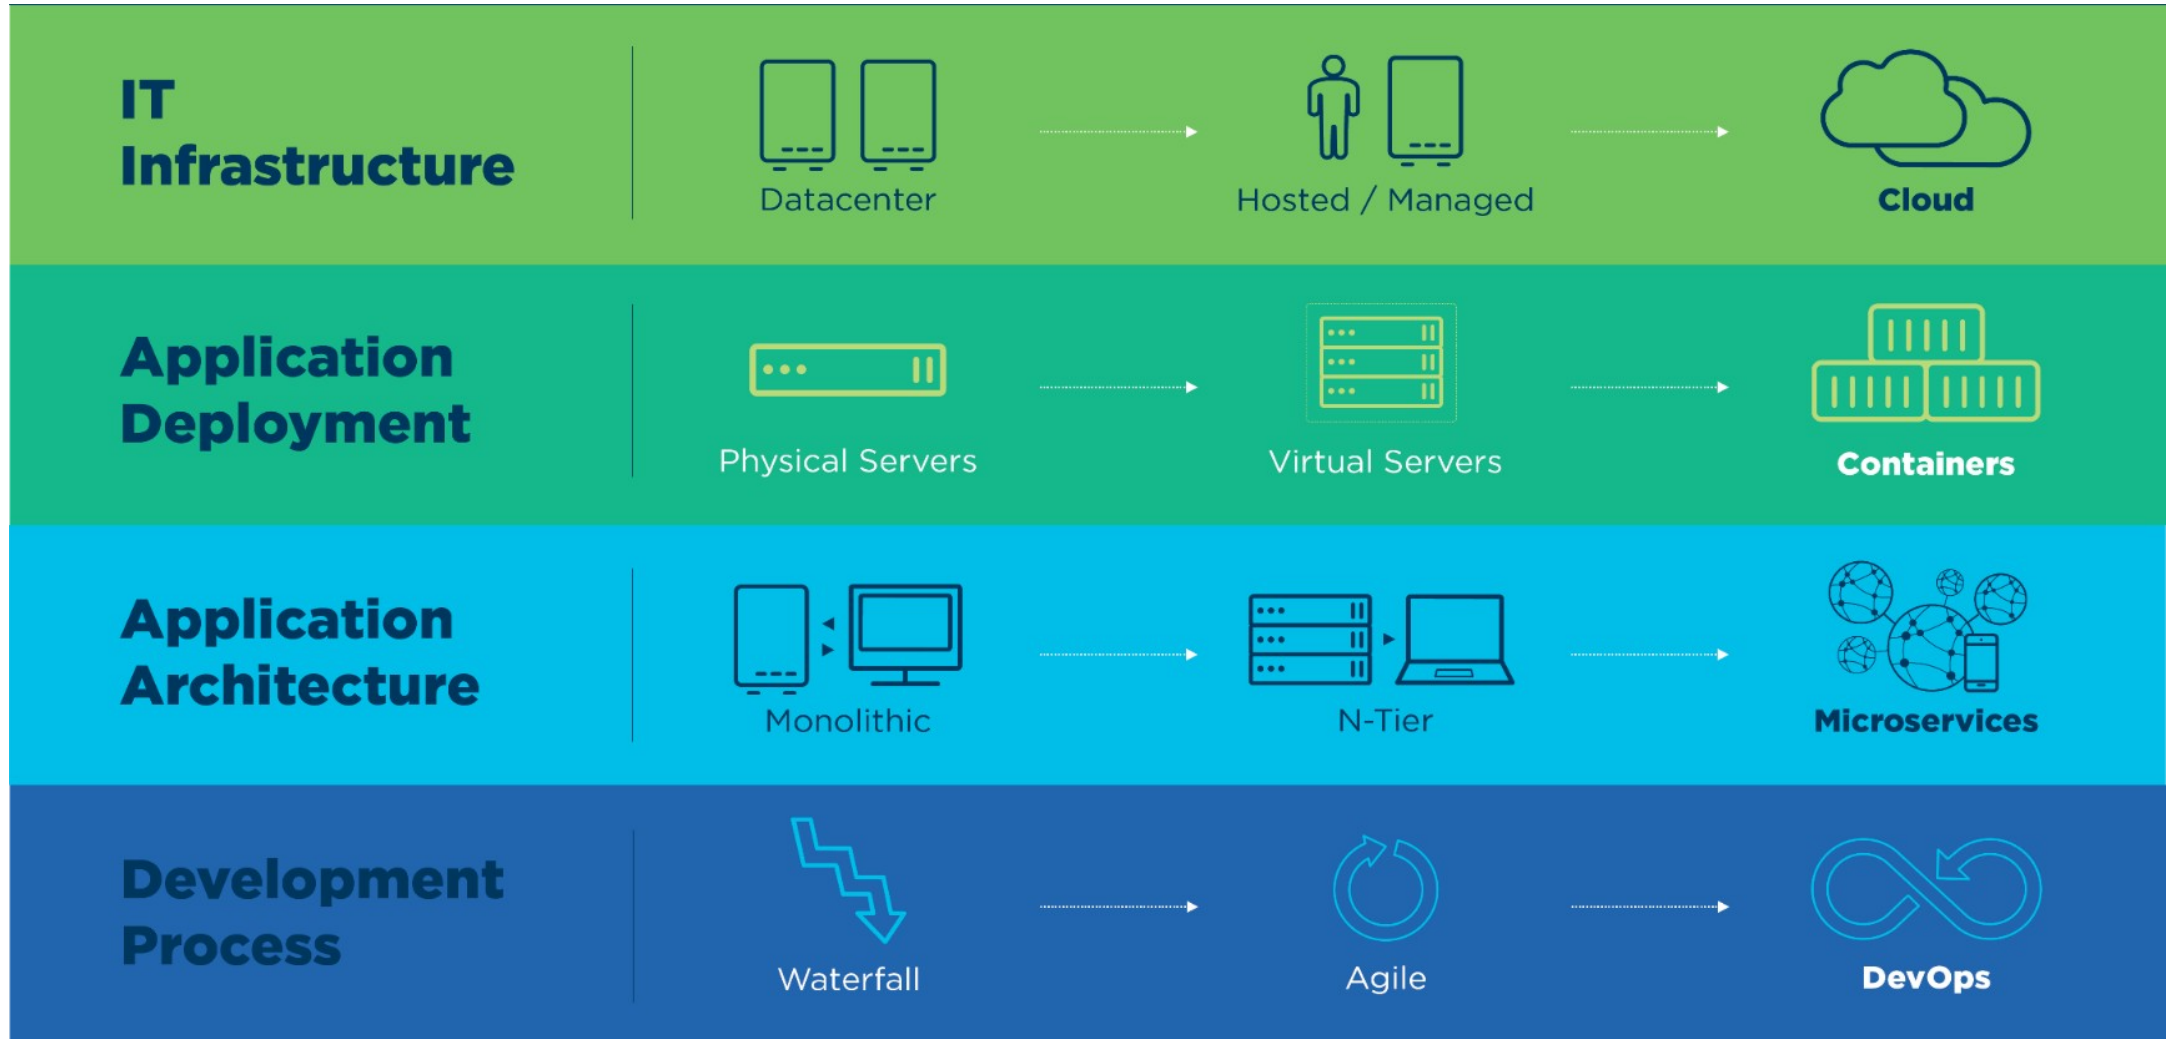 IT
Infrastructure
Datacenter
Hosted / Managed
Cloud
Application
Deployment
Physical Servers
Virtual Servers
Containers
Application
Architecture
Monolithic
N-Tier
Microservices
Development
Process
Waterfall
Agile
DevOps